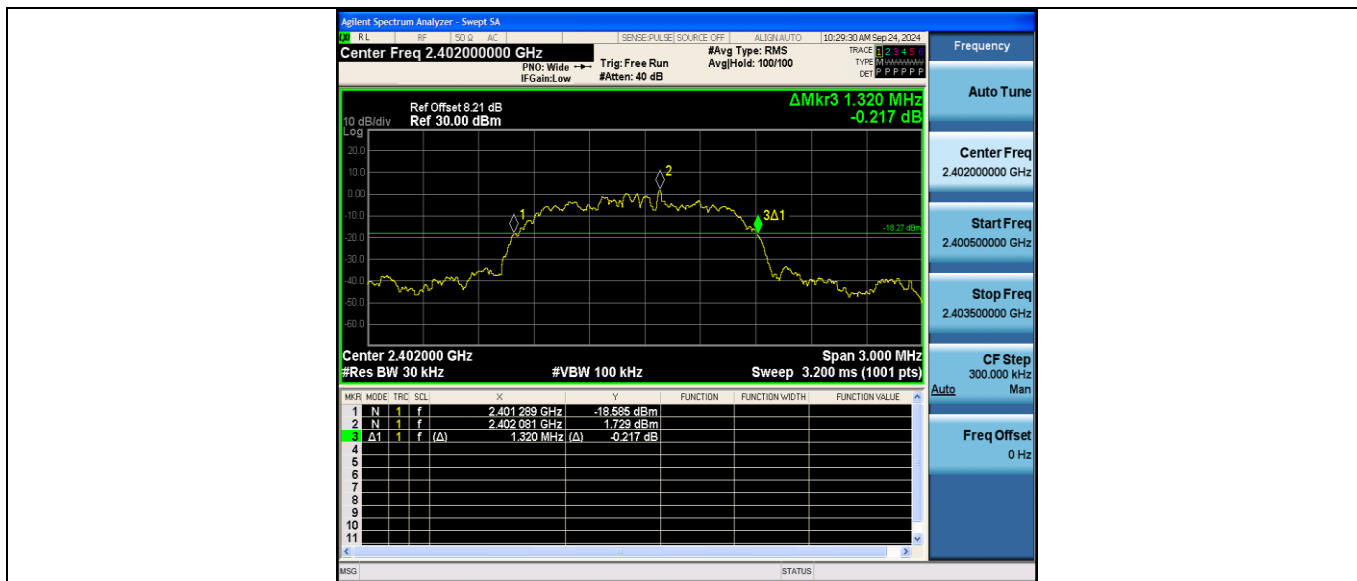 Agilent Spectrum Analyzer - Swept SA
RL RF 50 Ω AC SENSE:PULSE SOURCE OFF ALIGN AUTO 10:29:30 AM Sep 24, 2024
Center Freq 2.402000000 GHz #Avg Type: RMS TRACE 1 2 3 4 5 6
PNO: Wide Trig: Free Run Avg|Hold: 100/100 TYPE M
IFGain:Low #Atten: 40 dB DET P P P P P P
ΔMkr3 1.320 MHz
-0.217 dB
Ref Offset 8.21 dB
10 dB/div Ref 30.00 dBm
Log
20.0
10.0
0.00
-10.0
-20.0
-30.0
-40.0
-50.0
-60.0
1
2
3Δ1
-18.27 dBm
Center 2.402000 GHz Span 3.000 MHz
#Res BW 30 kHz #VBW 100 kHz Sweep 3.200 ms (1001 pts)
MKR MODE TRC SCL X Y FUNCTION FUNCTION WIDTH FUNCTION VALUE
1 N 1 f 2.401 289 GHz -18.585 dBm
2 N 1 f 2.402 081 GHz 1.729 dBm
3 Δ1 1 f (Δ) 1.320 MHz (Δ) -0.217 dB
4
5
6
7
8
9
10
11
MSG STATUS
Frequency
Auto Tune
Center Freq
2.402000000 GHz
Start Freq
2.400500000 GHz
Stop Freq
2.403500000 GHz
CF Step
300.000 kHz
Auto Man
Freq Offset
0 Hz